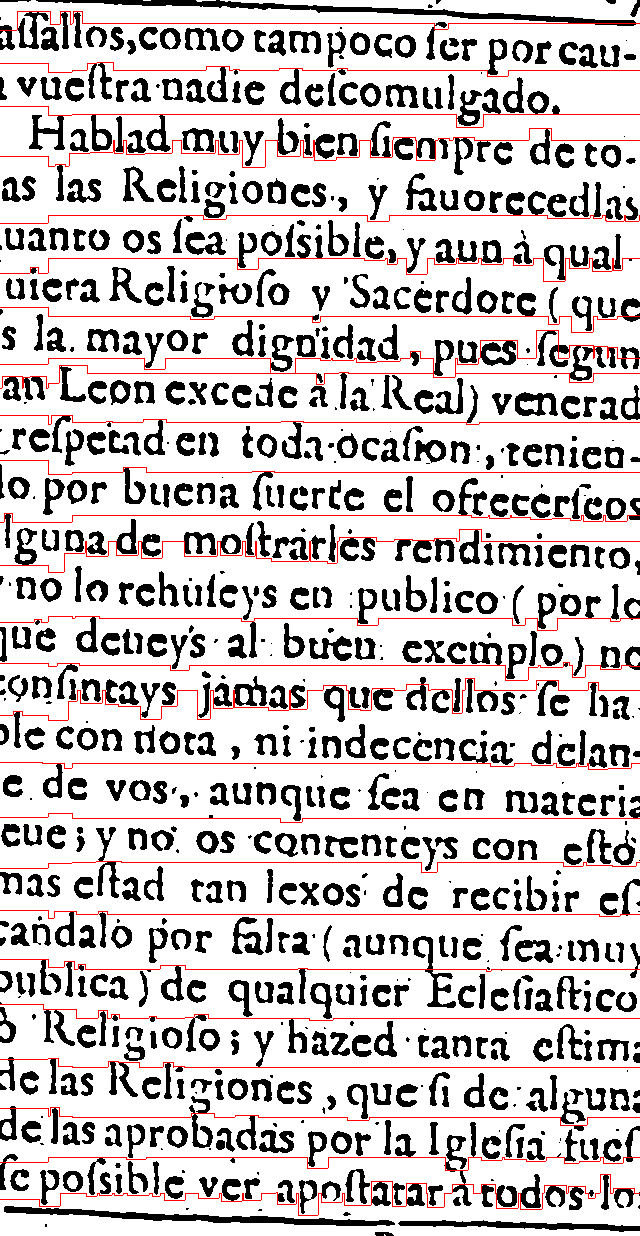 aſſallos, como tampoco ſer por cau-
a vueſtra nadie deſcomulgado.
Hablad muy bien ſiempre de to-
as las Religiones, y fauorecedlas
uanto os ſea poſsible, y aun à qual-
uiera Religioſo y Sacerdote (que
s la mayor dignidad, pues ſegun
an Leon excede à la Real) venerad
reſpetad en toda ocaſion, tenien-
do por buena ſuerte el ofrecerſeos
lguna de moſtrarles rendimiento,
y no lo rehuſeys en publico (por lo
que deueys al buen exemplo) no
conſintays jamas que dellos ſe ha-
ble con nota, ni indecencia delan-
e de vos, aunque ſea en materia
eue; y no os contenteys con eſto
mas eſtad tan lexos de recibir eſ-
candalo por falta (aunque ſea muy
publica) de qualquier Eclesiaſtico
ò Religioſo; y hazed tanta eſtima
de las Religiones, que ſi de alguna
de las aprobadas por la Igleſia fueſ-
ſe poſsible ver apoſtatar à todos lo